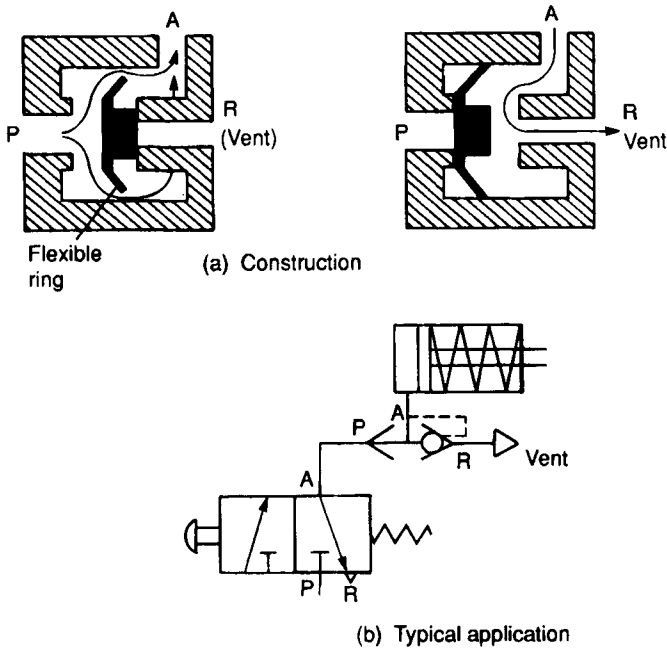 A
A
P
R
(Vent)
P
R
Vent
Flexible
ring
(a) Construction
A
P
R
Vent
A
P
R
(b) Typical application